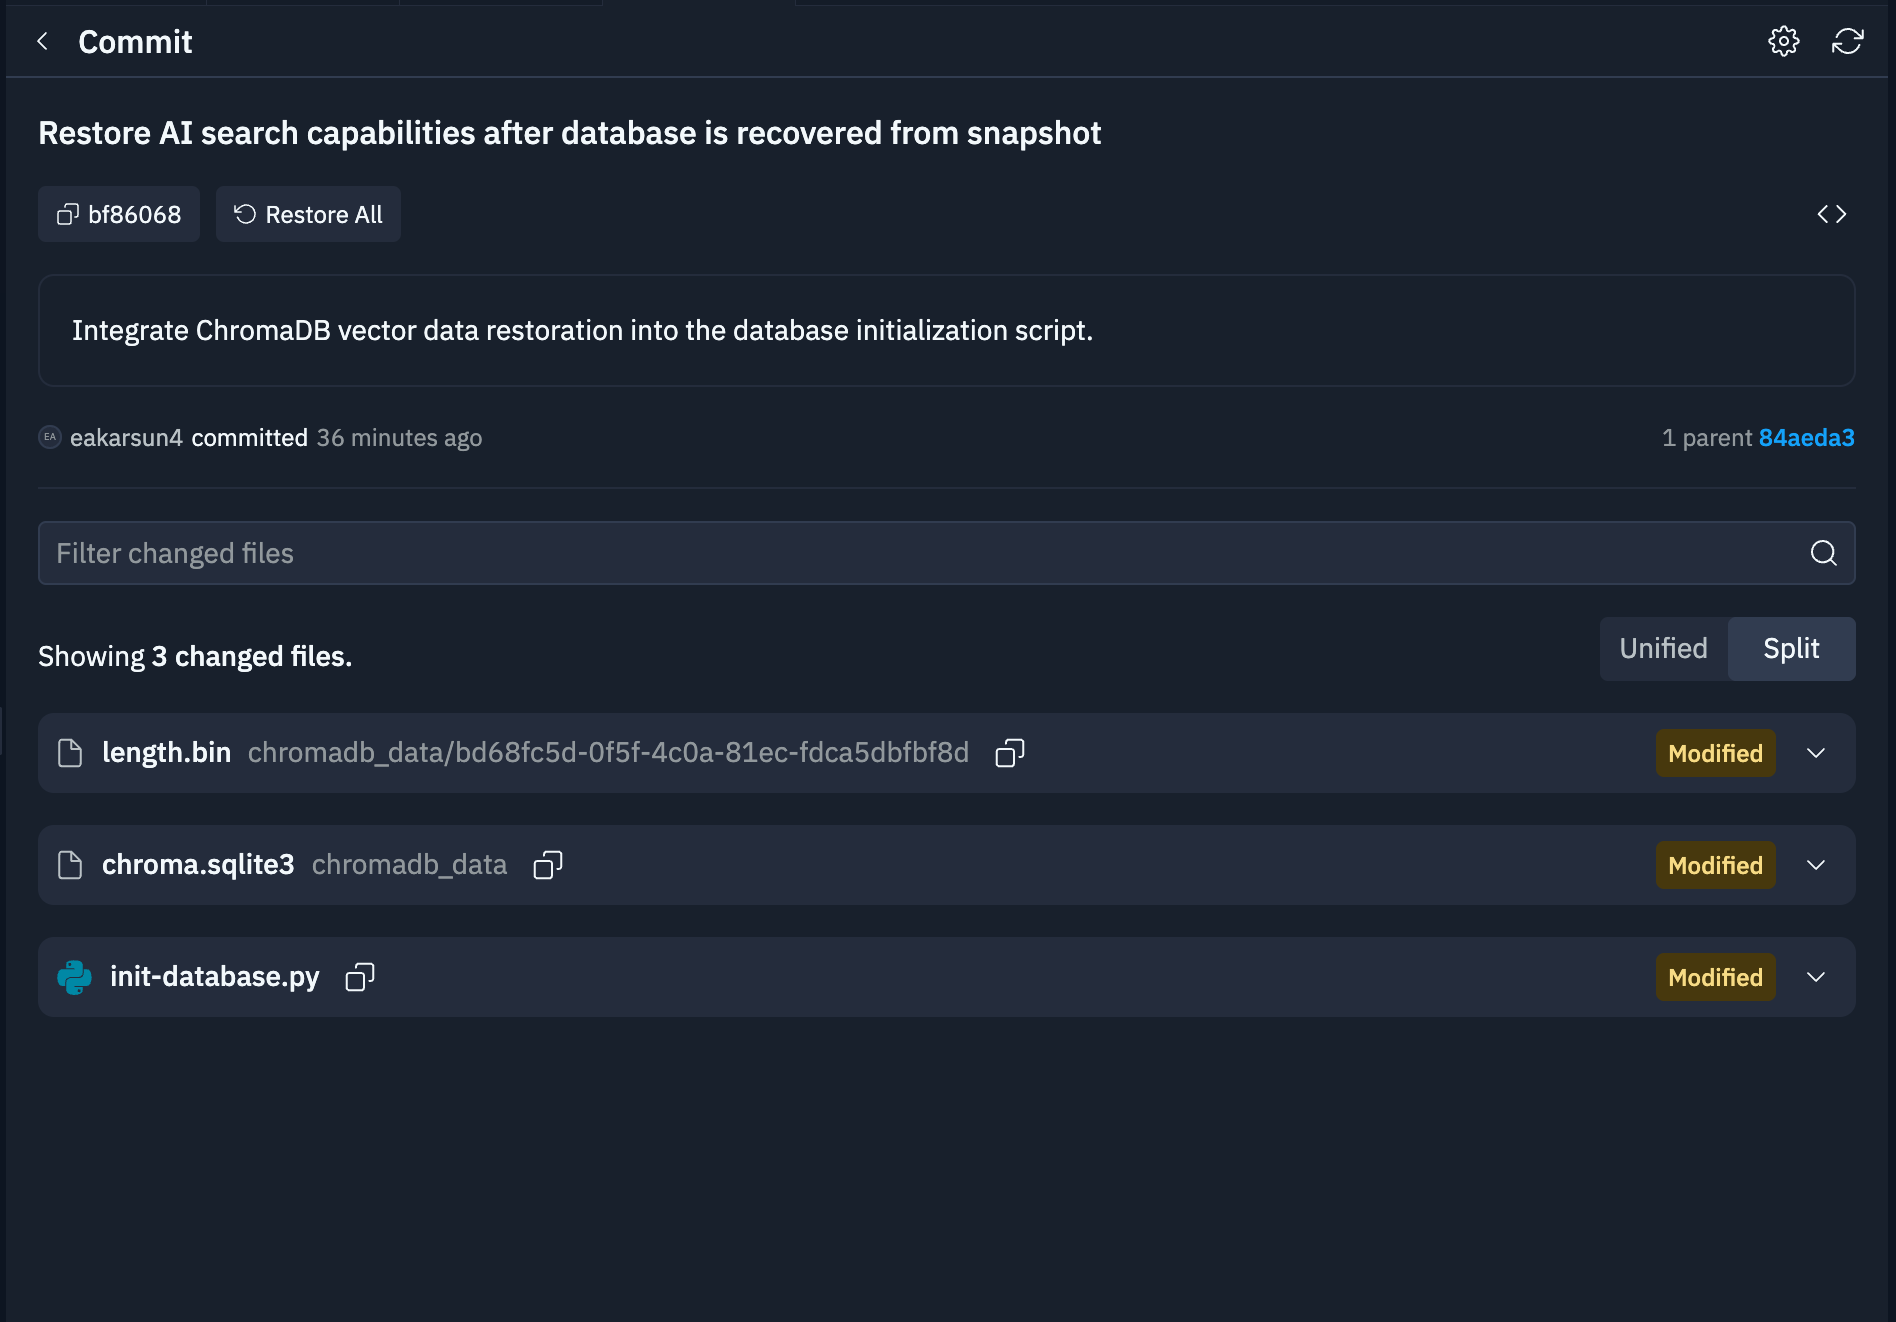 Commit
Restore AI search capabilities after database is recovered from snapshot
bf86068 Restore All
Integrate ChromaDB vector data restoration into the database initialization script.
EA eakarsun4 committed 36 minutes ago 1 parent 84aeda3
Filter changed files
Showing 3 changed files. Unified Split
length.bin chromadb_data/bd68fc5d-0f5f-4c0a-81ec-fdca5dbfbf8d Modified
chroma.sqlite3 chromadb_data Modified
init-database.py Modified